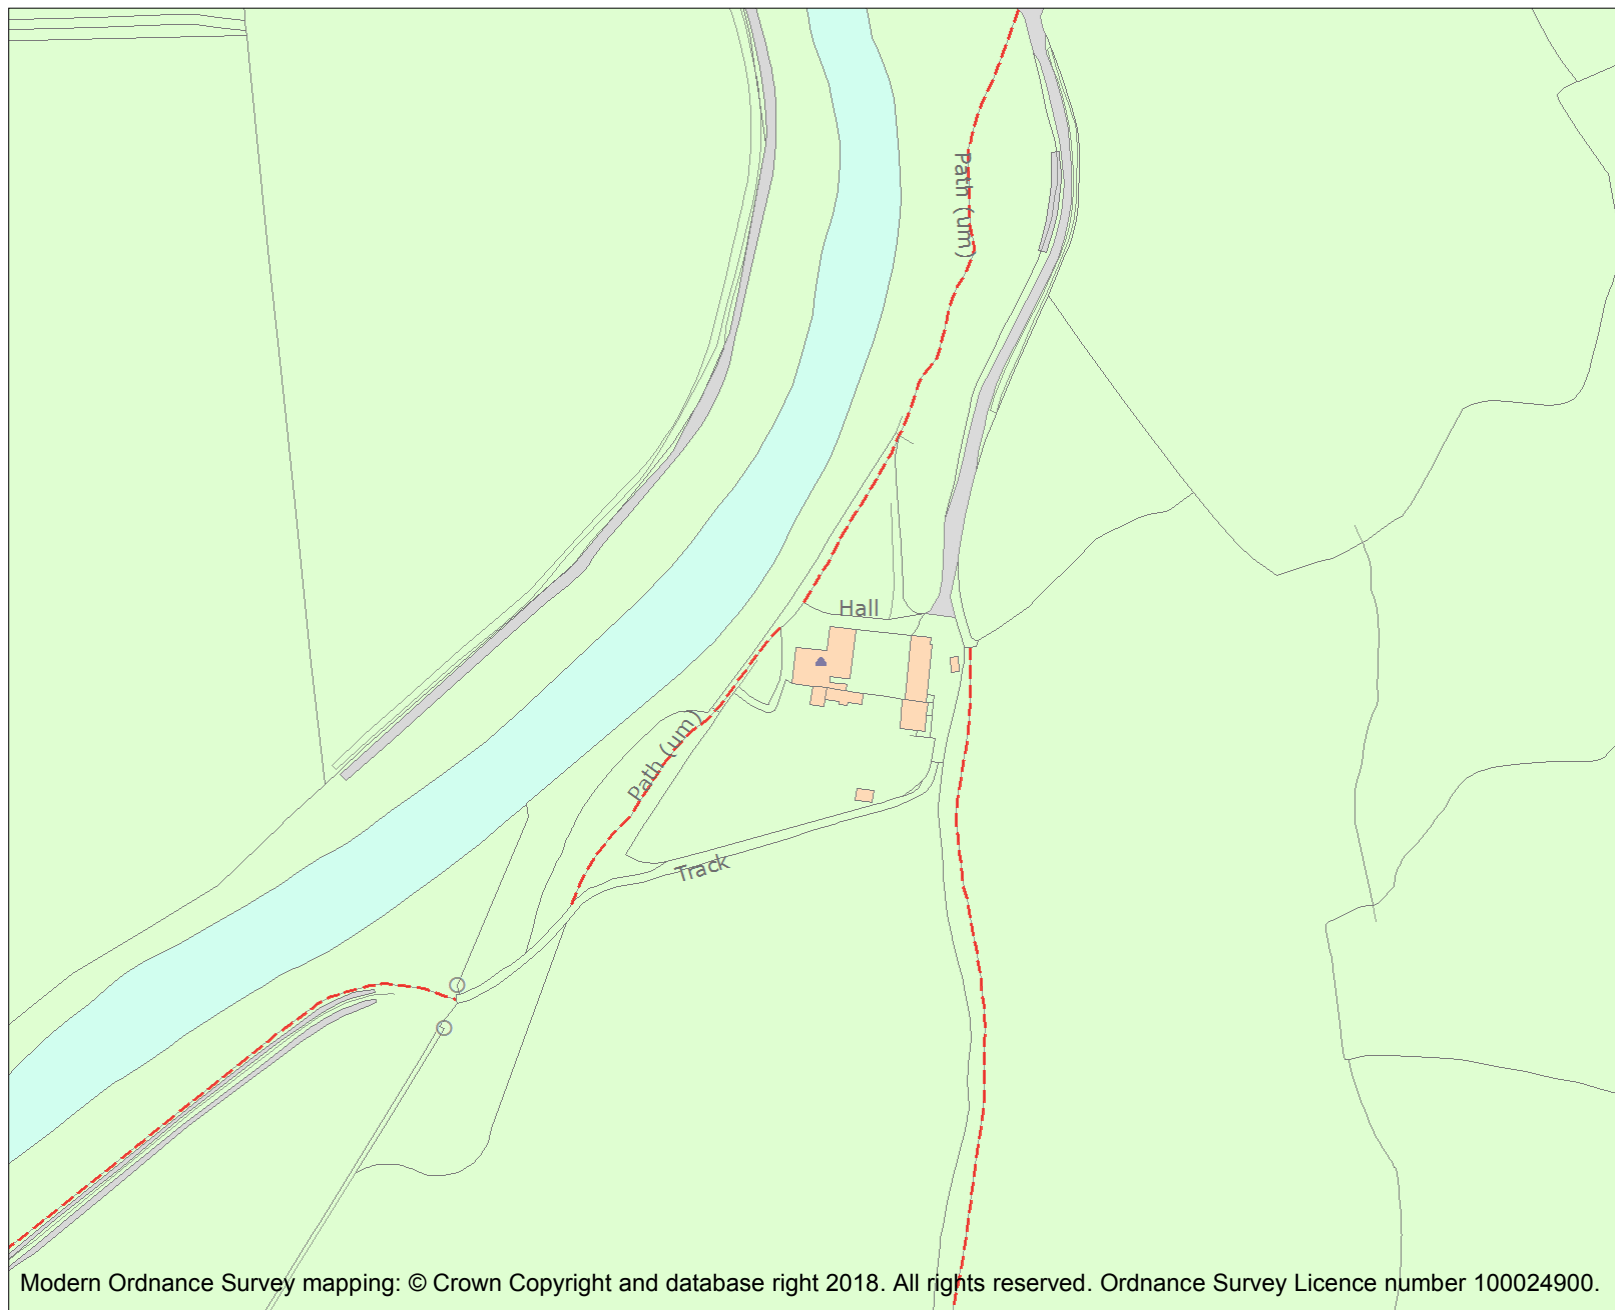 Path (um)
Hall
Path (um)
Track
Modern Ordnance Survey mapping: © Crown Copyright and database right 2018. All rights reserved. Ordnance Survey Licence number 100024900.